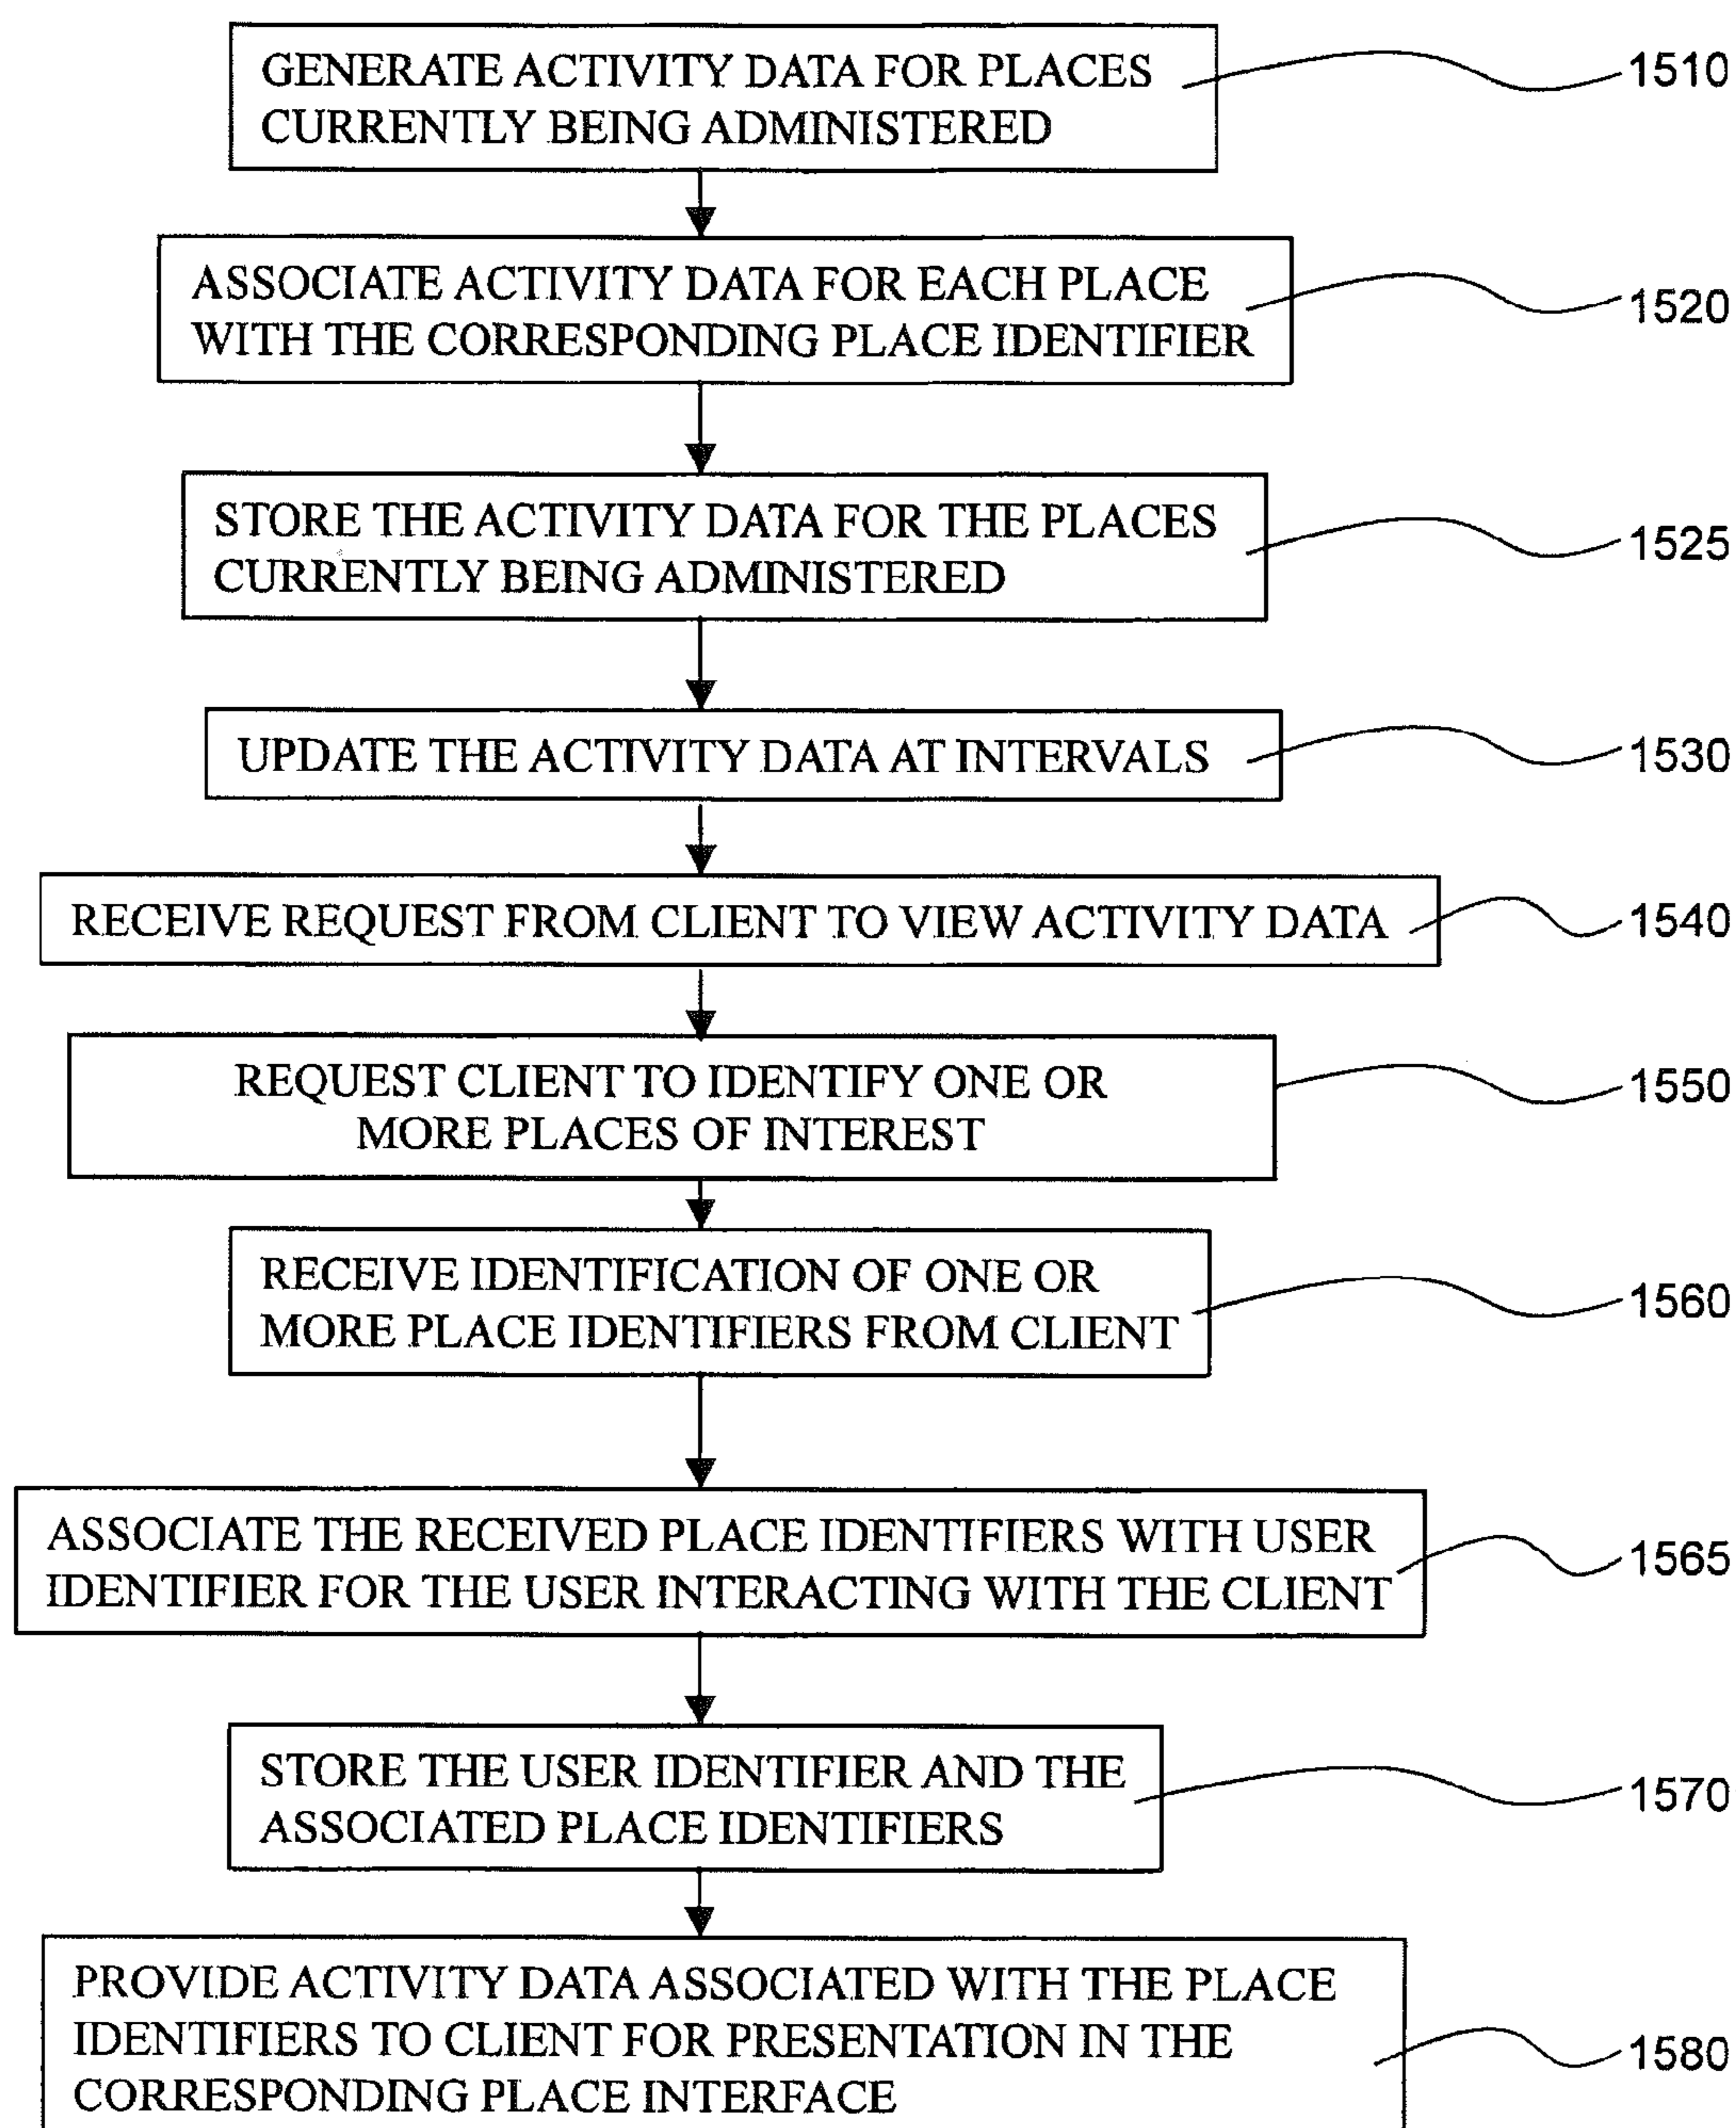 GENERATE ACTIVITY DATA FOR PLACES
CURRENTLY BEING ADMINISTERED
1510
ASSOCIATE ACTIVITY DATA FOR EACH PLACE
WITH THE CORRESPONDING PLACE IDENTIFIER
1520
STORE THE ACTIVITY DATA FOR THE PLACES
CURRENTLY BEING ADMINISTERED
1525
UPDATE THE ACTIVITY DATA AT INTERVALS
1530
RECEIVE REQUEST FROM CLIENT TO VIEW ACTIVITY DATA
1540
REQUEST CLIENT TO IDENTIFY ONE OR
MORE PLACES OF INTEREST
1550
RECEIVE IDENTIFICATION OF ONE OR
MORE PLACE IDENTIFIERS FROM CLIENT
1560
ASSOCIATE THE RECEIVED PLACE IDENTIFIERS WITH USER
IDENTIFIER FOR THE USER INTERACTING WITH THE CLIENT
1565
STORE THE USER IDENTIFIER AND THE
ASSOCIATED PLACE IDENTIFIERS
1570
PROVIDE ACTIVITY DATA ASSOCIATED WITH THE PLACE
IDENTIFIERS TO CLIENT FOR PRESENTATION IN THE
CORRESPONDING PLACE INTERFACE
1580